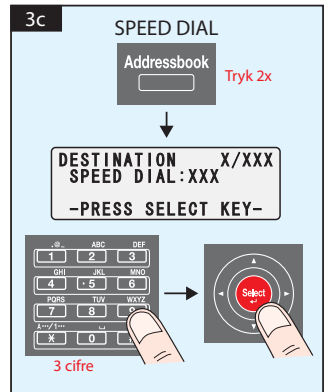 3c
SPEED DIAL
Addressbook
Tryk 2x
DESTINATION X/XXX
SPEED DIAL:XXX
-PRESS SELECT KEY-
.@_ ABC DEF
1 2 3
GHI JKL MNO
4 5 6
PQRS TUV WXYZ
7 8
A.../1...
0
Select
3 cifre